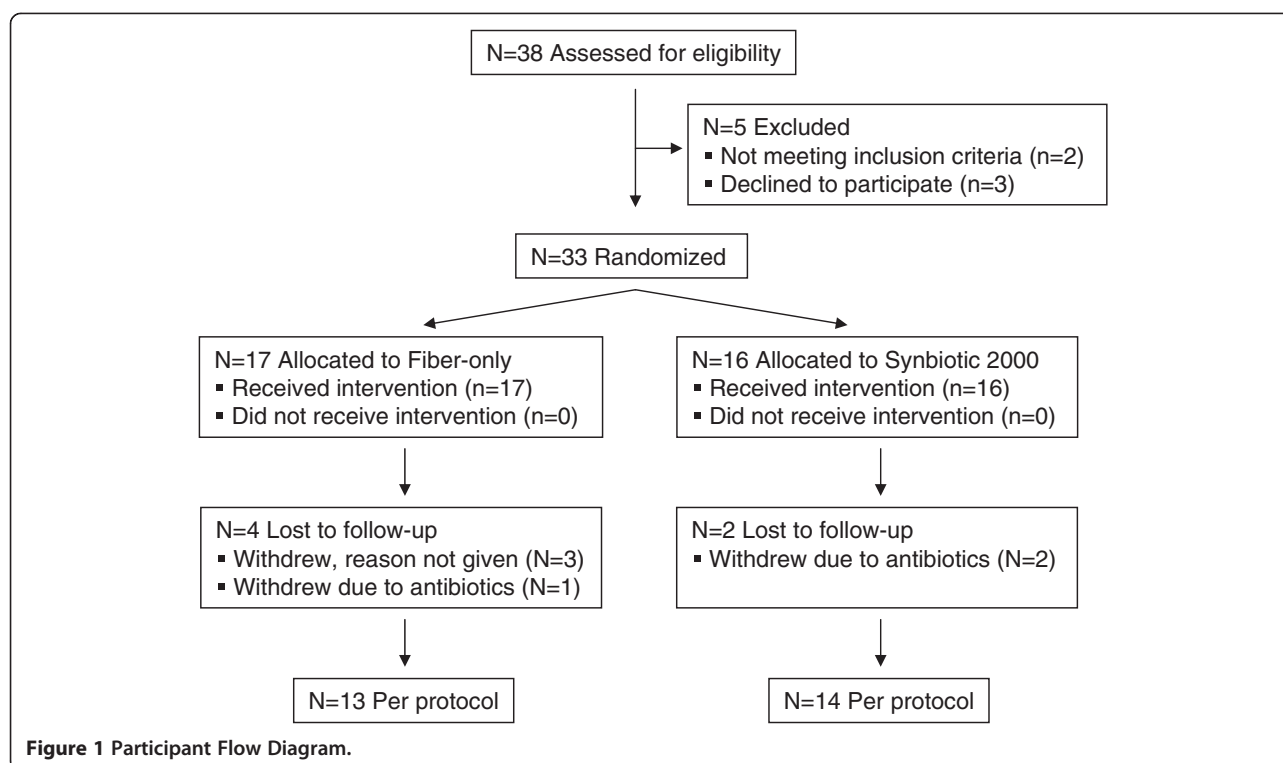 N=38 Assessed for eligibility
N=5 Excluded
▪ Not meeting inclusion criteria (n=2)
▪ Declined to participate (n=3)
N=33 Randomized
N=17 Allocated to Fiber-only
▪ Received intervention (n=17)
▪ Did not receive intervention (n=0)
N=16 Allocated to Synbiotic 2000
▪ Received intervention (n=16)
▪ Did not receive intervention (n=0)
N=4 Lost to follow-up
▪ Withdrew, reason not given (N=3)
▪ Withdrew due to antibiotics (N=1)
N=2 Lost to follow-up
▪ Withdrew due to antibiotics (N=2)
N=13 Per protocol
N=14 Per protocol
Figure 1 Participant Flow Diagram.